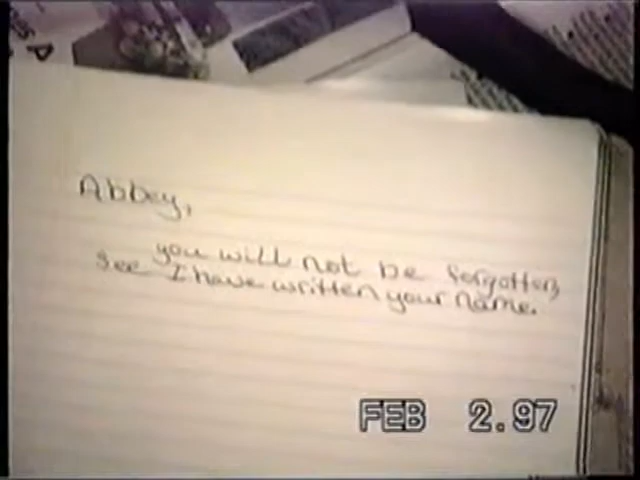 Abbey,
you will not be forgotten,
see I have written your name.
FEB 2.97